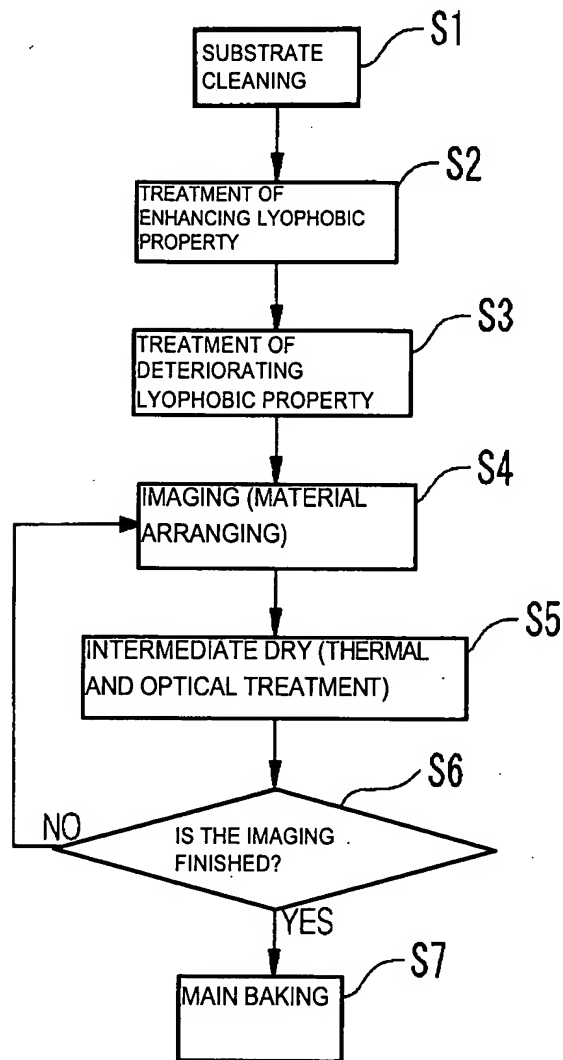 S1
SUBSTRATE
CLEANING
S2
TREATMENT OF
ENHANCING LYOPHOBIC
PROPERTY
S3
TREATMENT OF
DETERIORATING
LYOPHOBIC PROPERTY
S4
IMAGING (MATERIAL
ARRANGING)
S5
INTERMEDIATE DRY (THERMAL
AND OPTICAL TREATMENT)
S6
NO
IS THE IMAGING
FINISHED?
YES
S7
MAIN BAKING